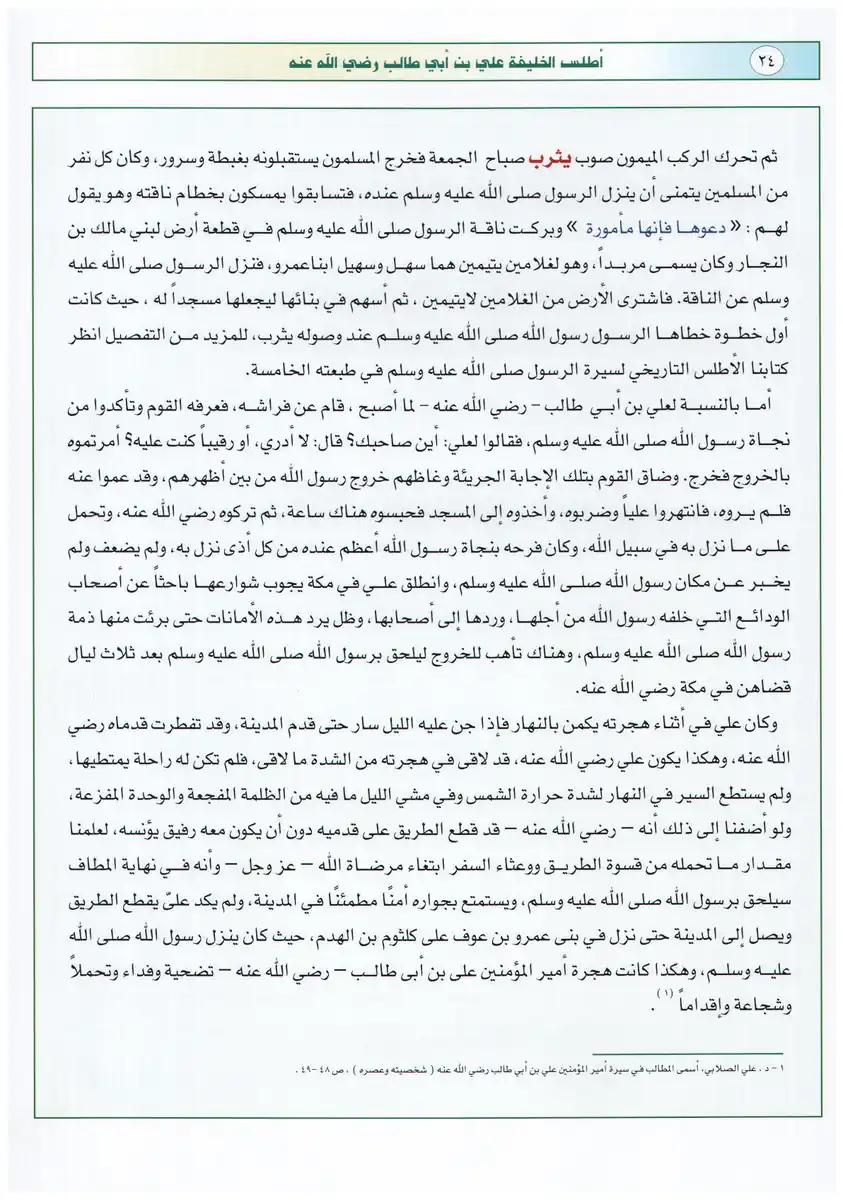 ٢٤
أطلس الخليفة علي بن أبي طالب رضي الله عنه
ثم تحرك الركب الميمون صوب يثرب صباح الجمعة فخرج المسلمون يستقبلونه بغبطة وسرور، وكان كل نفر
من المسلمين يتمنى أن ينزل الرسول صلى الله عليه وسلم عنده، فتسابقوا يمسكون بخطام ناقته وهو يقول
لهم : « دعوها فإنها مأمورة » وبركت ناقة الرسول صلى الله عليه وسلم في قطعة أرض لبني مالك بن
النجار وكان يسمى مربداً، وهو لغلامين يتيمين هما سهل وسهيل ابنا عمرو، فنزل الرسول صلى الله عليه
وسلم عن الناقة. فاشترى الأرض من الغلامين لايتيمين ، ثم أسهم في بنائها ليجعلها مسجداً له ، حيث كانت
أول خطوة خطاها الرسول رسول الله صلى الله عليه وسلم عند وصوله يثرب، للمزيد من التفصيل انظر
كتابنا الأطلس التاريخي لسيرة الرسول صلى الله عليه وسلم في طبعته الخامسة.
أما بالنسبة لعلي بن أبي طالب – رضي الله عنه – لما أصبح ، قام عن فراشه، فعرفه القوم وتأكدوا من
نجاة رسول الله صلى الله عليه وسلم، فقالوا لعلي: أين صاحبك؟ قال: لا أدري، أو رقيباً كنت عليه؟ أمرتموه
بالخروج فخرج. وضاق القوم بتلك الإجابة الجريئة وغاظهم خروج رسول الله من بين أظهرهم، وقد عموا عنه
فلم يروه، فانتهروا علياً وضربوه، وأخذوه إلى المسجد فحبسوه هناك ساعة، ثم تركوه رضي الله عنه، وتحمل
على ما نزل به في سبيل الله، وكان فرحه بنجاة رسول الله أعظم عنده من كل أذى نزل به، ولم يضعف ولم
يخبر عن مكان رسول الله صلى الله عليه وسلم، وانطلق علي في مكة يجوب شوارعها باحثاً عن أصحاب
الودائع التي خلفه رسول الله من أجلها، وردها إلى أصحابها، وظل يرد هذه الأمانات حتى برئت منها ذمة
رسول الله صلى الله عليه وسلم، وهناك تأهب للخروج ليلحق برسول الله صلى الله عليه وسلم بعد ثلاث ليال
قضاهن في مكة رضي الله عنه.
وكان علي في أثناء هجرته يكمن بالنهار فإذا جن عليه الليل سار حتى قدم المدينة، وقد تفطرت قدماه رضي
الله عنه، وهكذا يكون علي رضي الله عنه، قد لاقى في هجرته من الشدة ما لاقى، فلم تكن له راحلة يمتطيها،
ولم يستطع السير في النهار لشدة حرارة الشمس وفي مشي الليل ما فيه من الظلمة المفجعة والوحدة المفزعة،
ولو أضفنا إلى ذلك أنه – رضي الله عنه – قد قطع الطريق على قدميه دون أن يكون معه رفيق يؤنسه، لعلمنا
مقدار ما تحمله من قسوة الطريق ووعثاء السفر ابتغاء مرضاة الله – عز وجل – وأنه في نهاية المطاف
سيلحق برسول الله صلى الله عليه وسلم، ويستمتع بجواره أمنًا مطمئنًا في المدينة، ولم يكد علىّ يقطع الطريق
ويصل إلى المدينة حتى نزل في بنى عمرو بن عوف على كلثوم بن الهدم، حيث كان ينزل رسول الله صلى الله
عليه وسلم، وهكذا كانت هجرة أمير المؤمنين على بن أبى طالب – رضي الله عنه – تضحية وفداء وتحملاً
وشجاعة وإقداماً (١).
١ – د . علي الصلابي، أسمى المطالب في سيرة أمير المؤمنين علي بن أبي طالب رضي الله عنه ( شخصيته وعصره ) ، ص ٤٨ -٤٩ .